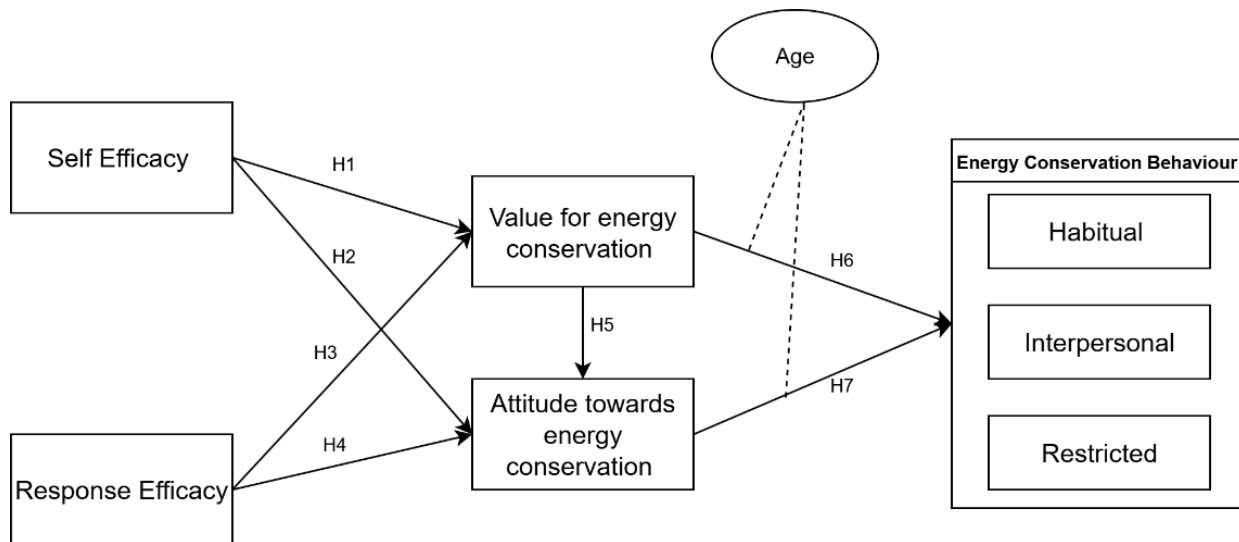 Age
Self Efficacy
H1
Value for energy
conservation
H2
H3
H4
Response Efficacy
H5
Attitude towards
energy
conservation
H6
H7
Energy Conservation Behaviour
Habitual
Interpersonal
Restricted